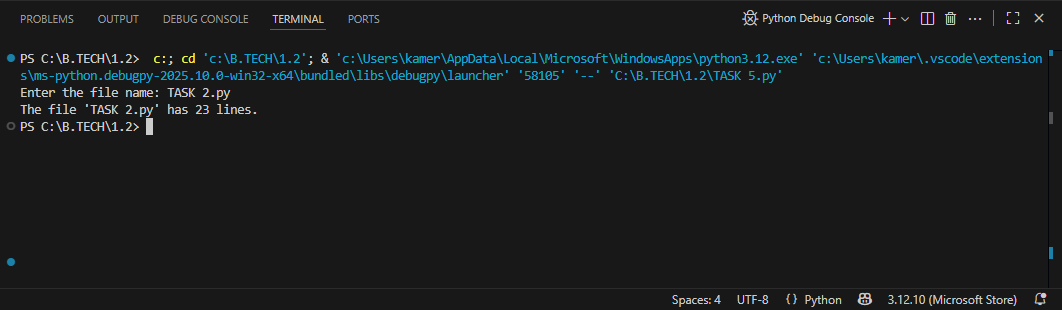 PROBLEMS OUTPUT DEBUG CONSOLE TERMINAL PORTS Python Debug Console
PS C:\B.TECH\1.2>  c:; cd 'c:\B.TECH\1.2'; & 'c:\Users\kamer\AppData\Local\Microsoft\WindowsApps\python3.12.exe' 'c:\Users\kamer\.vscode\extension
s\ms-python.debugpy-2025.10.0-win32-x64\bundled\libs\debugpy\launcher' '58105' '--' 'C:\B.TECH\1.2\TASK 5.py'
Enter the file name: TASK 2.py
The file 'TASK 2.py' has 23 lines.
PS C:\B.TECH\1.2>
Spaces: 4 UTF-8 {} Python 3.12.10 (Microsoft Store)